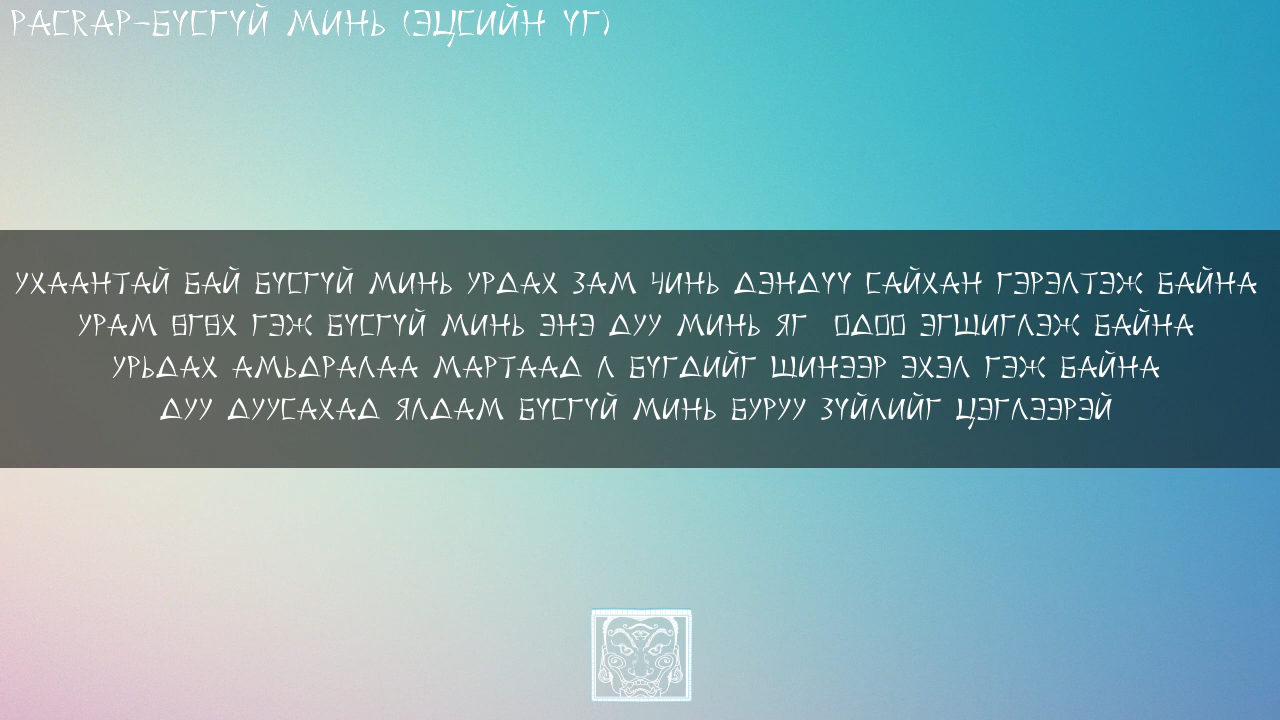 PACRAP-БҮСГҮЙ МИНЬ (ЭЦСИЙН ҮГ)
УХААНТАЙ БАЙ БҮСГҮЙ МИНЬ УРДАХ ЗАМ ЧИНЬ ДЭНДҮҮ САЙХАН ГЭРЭЛТЭЖ БАЙНА
УРАМ ӨГӨХ ГЭЖ БҮСГҮЙ МИНЬ ЭНЭ ДУУ МИНЬ ЯГ ОДОО ЭГШИГЛЭЖ БАЙНА
УРЬДАХ АМЬДРАЛАА МАРТААД Л БҮГДИЙГ ШИНЭЭР ЭХЭЛ ГЭЖ БАЙНА
ДУУ ДУУСАХАД ЯЛДАМ БҮСГҮЙ МИНЬ БУРУУ ЗҮЙЛИЙГ ЦЭГЛЭЭРЭЙ